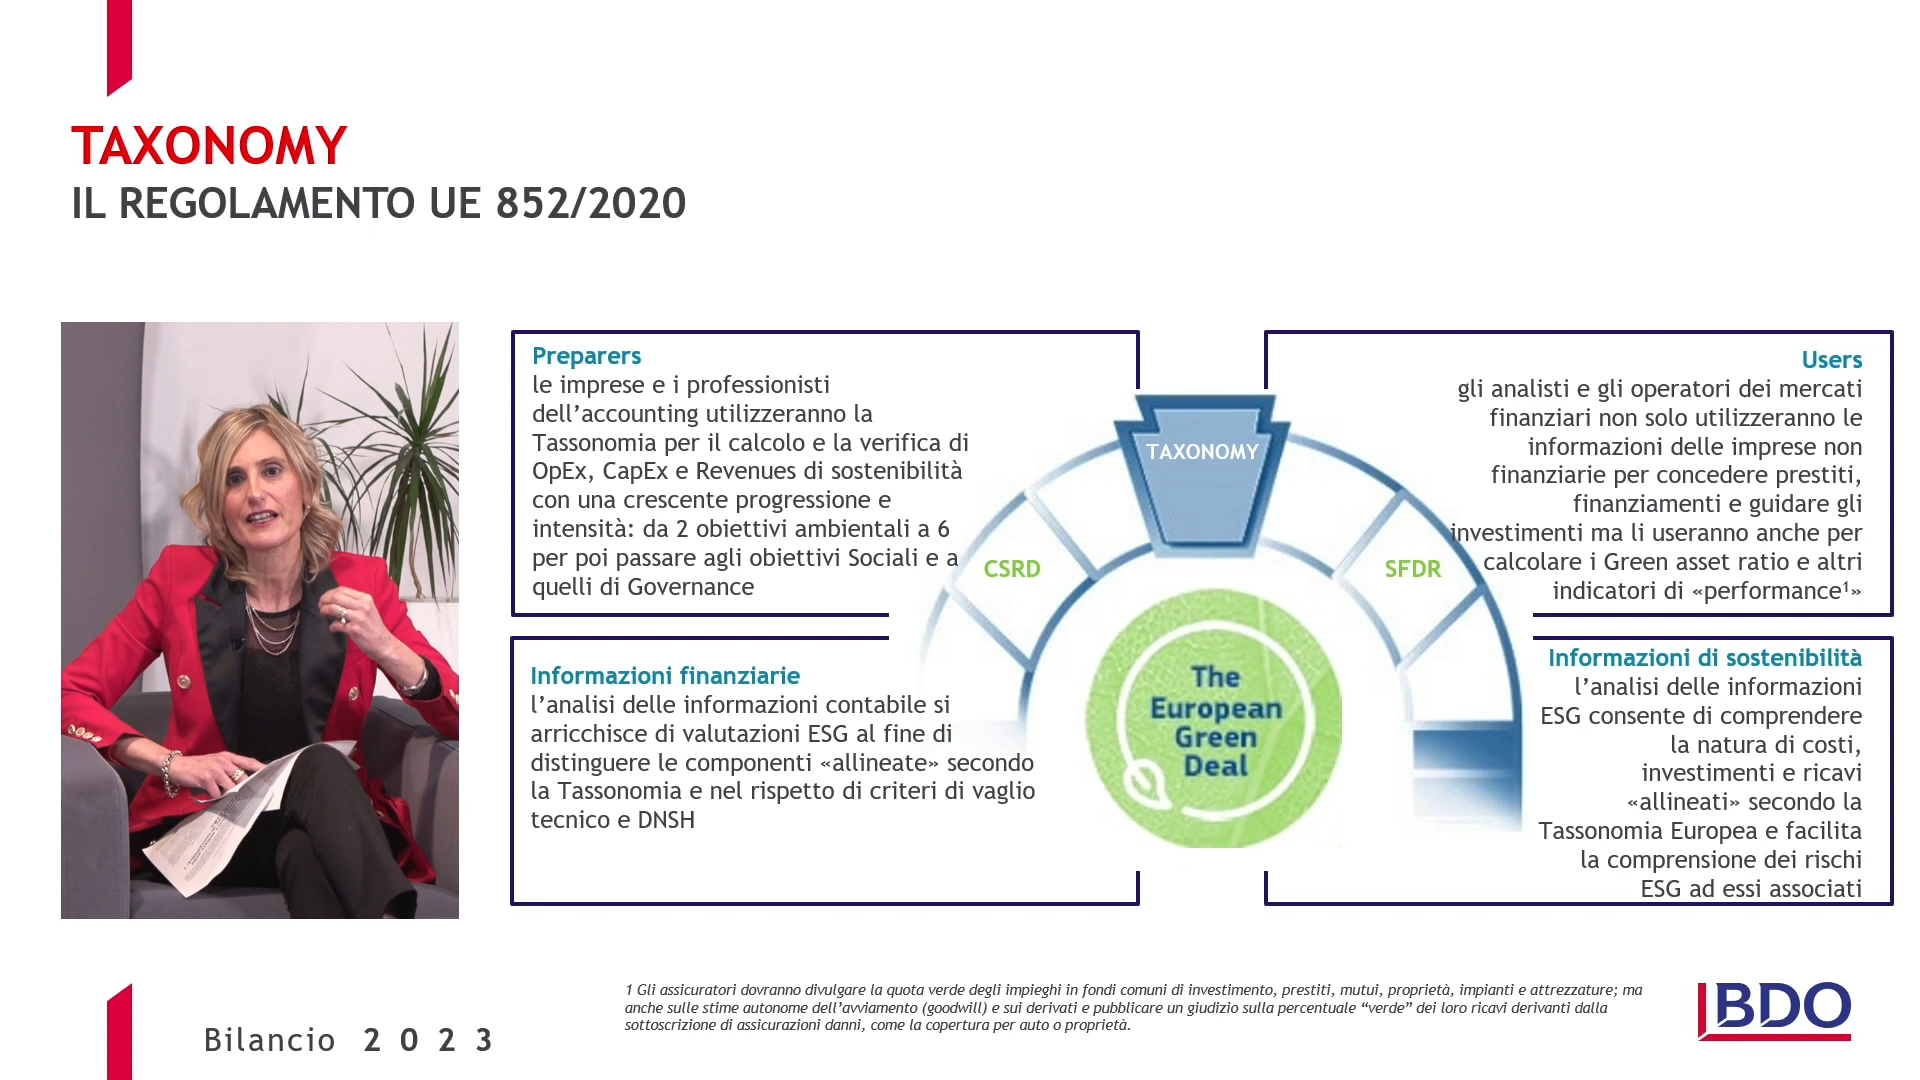 TAXONOMY
IL REGOLAMENTO UE 852/2020
Preparers
le imprese e i professionisti
dell’accounting utilizzeranno la
Tassonomia per il calcolo e la verifica di
OpEx, CapEx e Revenues di sostenibilità
con una crescente progressione e
intensità: da 2 obiettivi ambientali a 6
per poi passare agli obiettivi Sociali e a
quelli di Governance
Users
gli analisti e gli operatori dei mercati
finanziari non solo utilizzeranno le
informazioni delle imprese non
finanziarie per concedere prestiti,
finanziamenti e guidare gli
investimenti ma li useranno anche per
calcolare i Green asset ratio e altri
indicatori di «performance¹»
TAXONOMY
CSRD
SFDR
The
European
Green
Deal
Informazioni finanziarie
l’analisi delle informazioni contabile si
arricchisce di valutazioni ESG al fine di
distinguere le componenti «allineate» secondo
la Tassonomia e nel rispetto di criteri di vaglio
tecnico e DNSH
Informazioni di sostenibilità
l’analisi delle informazioni
ESG consente di comprendere
la natura di costi,
investimenti e ricavi
«allineati» secondo la
Tassonomia Europea e facilita
la comprensione dei rischi
ESG ad essi associati
1 Gli assicuratori dovranno divulgare la quota verde degli impieghi in fondi comuni di investimento, prestiti, mutui, proprietà, impianti e attrezzature; ma
anche sulle stime autonome dell’avviamento (goodwill) e sui derivati e pubblicare un giudizio sulla percentuale “verde” dei loro ricavi derivanti dalla
sottoscrizione di assicurazioni danni, come la copertura per auto o proprietà.
Bilancio 2023
BDO